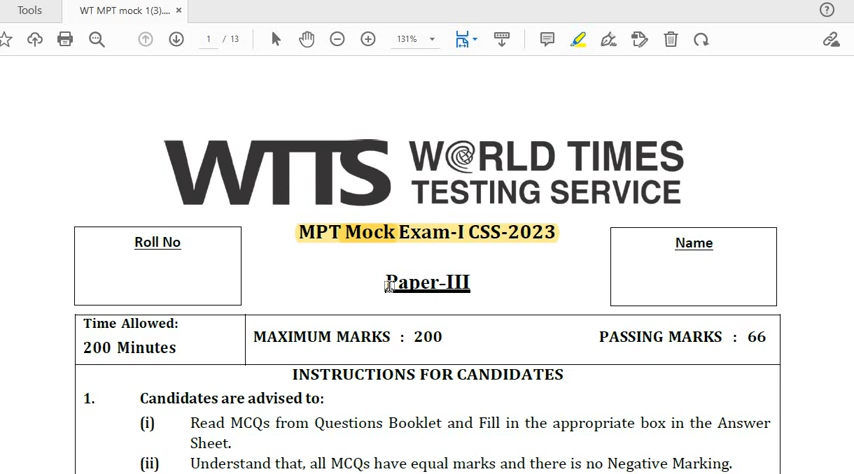 Tools
WT MPT mock 1(3)....
×
1 / 13
131%
WTTS
W@RLD TIMES
TESTING SERVICE
MPT Mock Exam-I CSS-2023
Roll No
Name
Paper-III
Time Allowed:
200 Minutes
MAXIMUM MARKS : 200
PASSING MARKS : 66
INSTRUCTIONS FOR CANDIDATES
1. Candidates are advised to:
(i) Read MCQs from Questions Booklet and Fill in the appropriate box in the Answer
Sheet.
(ii) Understand that, all MCQs have equal marks and there is no Negative Marking.